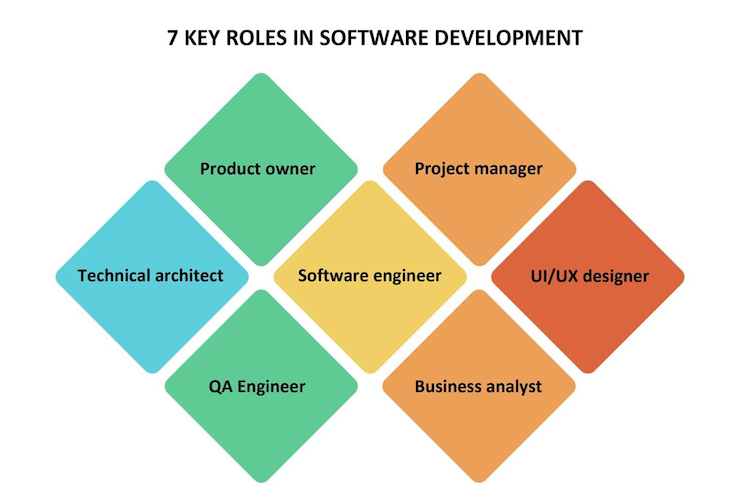 7 KEY ROLES IN SOFTWARE DEVELOPMENT
Product owner
Project manager
Technical architect
Software engineer
UI/UX designer
QA Engineer
Business analyst